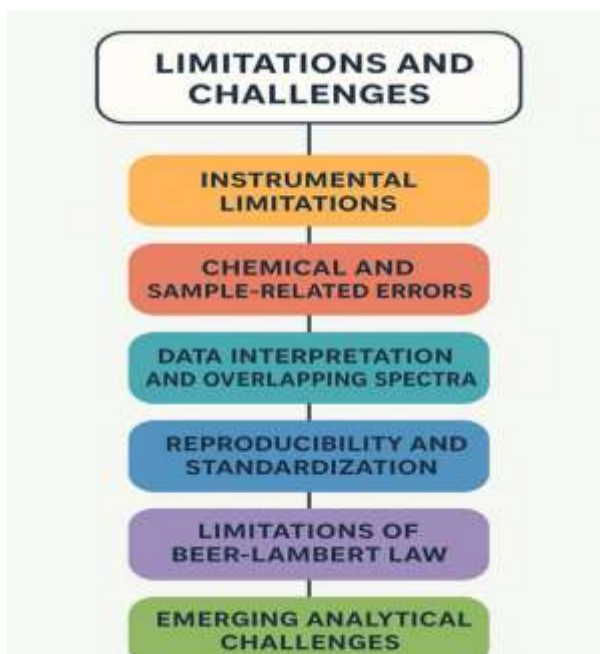 LIMITATIONS AND
CHALLENGES
INSTRUMENTAL
LIMITATIONS
CHEMICAL AND
SAMPLE-RELATED ERRORS
DATA INTERPRETATION
AND OVERLAPPING SPECTRA
REPRODUCIBILITY AND
STANDARDIZATION
LIMITATIONS OF
BEER-LAMBERT LAW
EMERGING ANALYTICAL
CHALLENGES